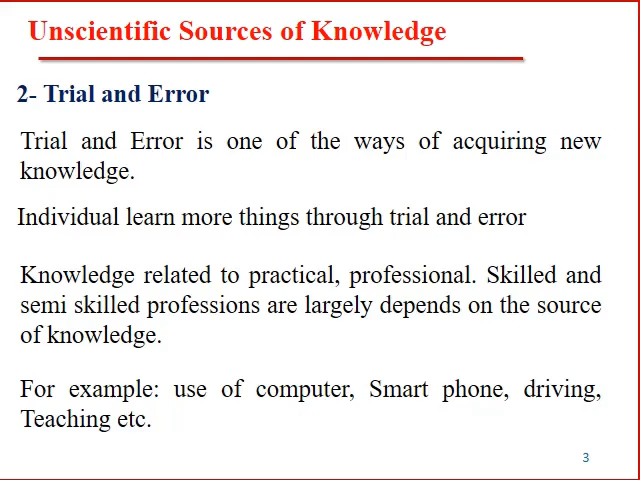 Unscientific Sources of Knowledge
2- Trial and Error
Trial and Error is one of the ways of acquiring new
knowledge.
Individual learn more things through trial and error
Knowledge related to practical, professional. Skilled and
semi skilled professions are largely depends on the source
of knowledge.
For example: use of computer, Smart phone, driving,
Teaching etc.
3